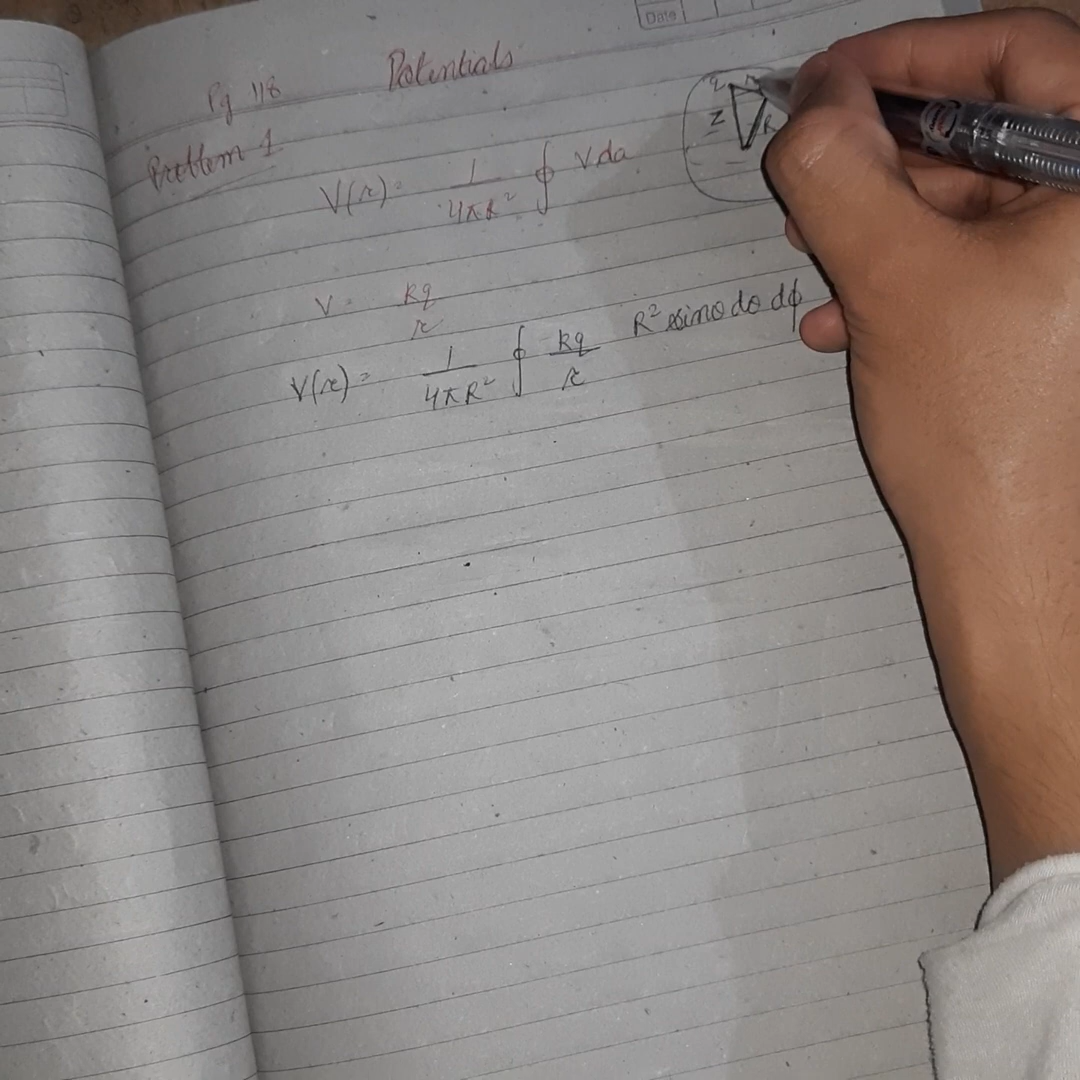 Date
Potentials
Pg 118
Problem 1
q r
z R
V(r) = 1/4πR² ∮ V da
V = kq/r
V(r) = 1/4πR² ∮ kq/r R² sinθ dθ dϕ